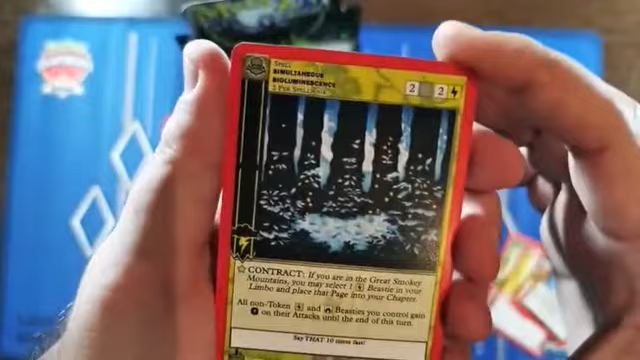 SPELL
SIMULTANEOUS
BIOLUMINESCENCE
2 2
CONTRACT: If you are in the Great Smokey
Mountains, you may select 1 Beastie in your
Limbo and place that Page into your Chapter.
All non-Token and Beasties you control gain
on their Attacks until the end of this turn.
Say THAT 10 times fast!